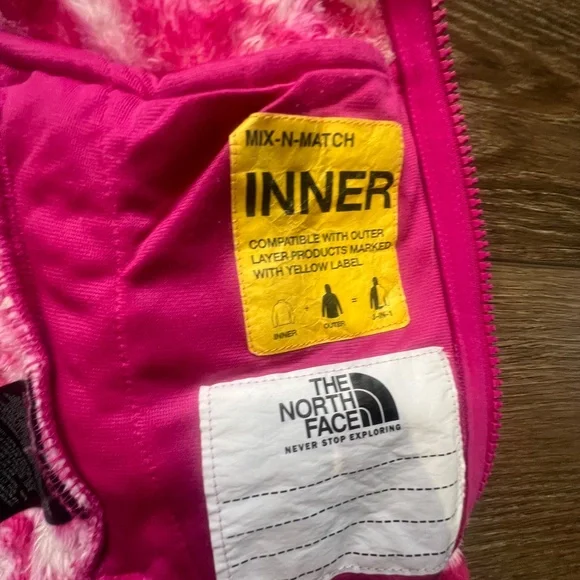 MIX-N-MATCH
INNER
COMPATIBLE WITH OUTER
LAYER PRODUCTS MARKED
WITH YELLOW LABEL
+ =
INNER OUTER 3-IN-1
THE
NORTH
FACE
NEVER STOP EXPLORING